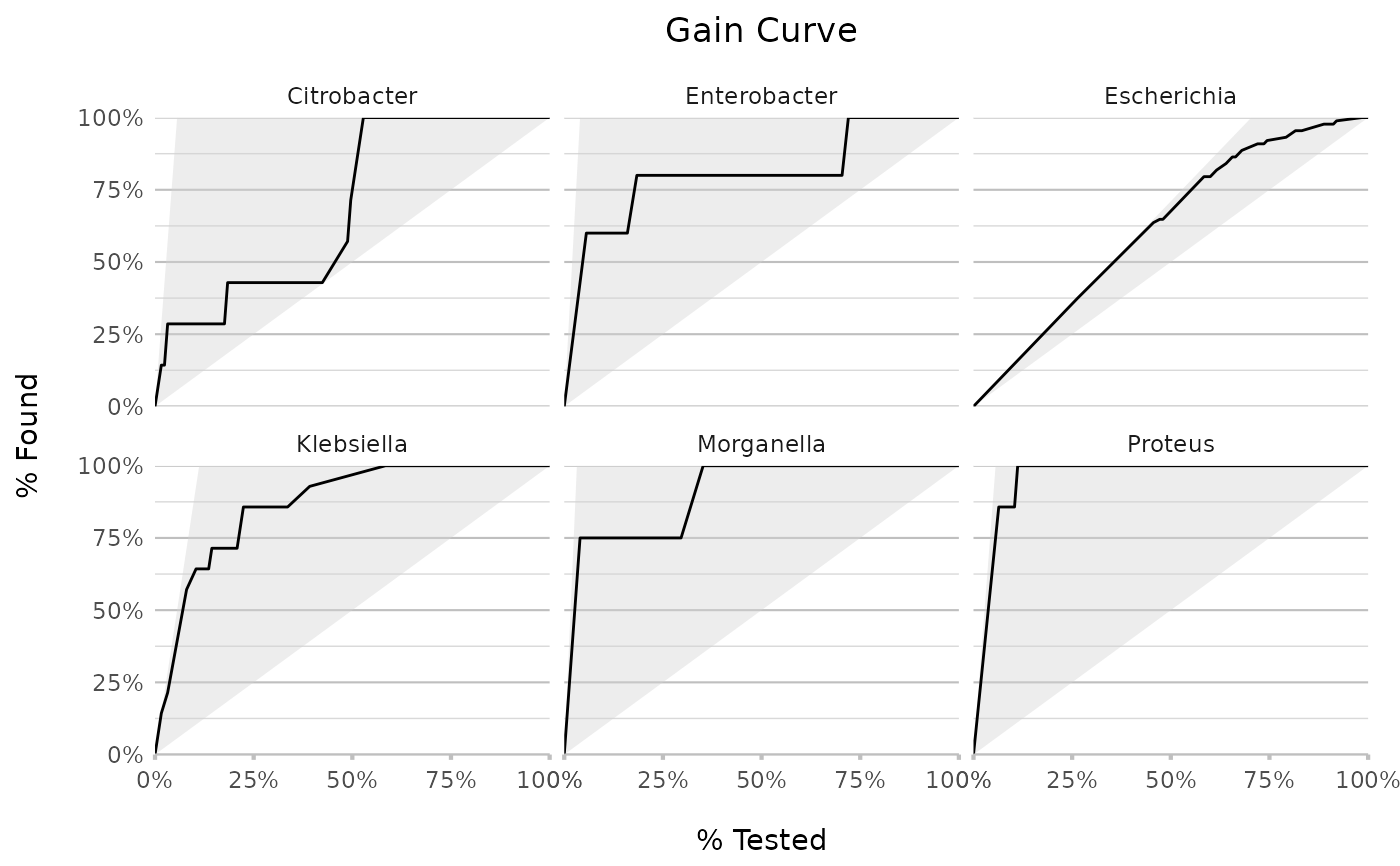 Gain Curve
Citrobacter Enterobacter Escherichia
100%
75%
50%
25%
0%
% Found
Klebsiella Morganella Proteus
100%
75%
50%
25%
0%
0% 25% 50% 75% 100% 0% 25% 50% 75% 100% 0% 25% 50% 75% 100%
% Tested